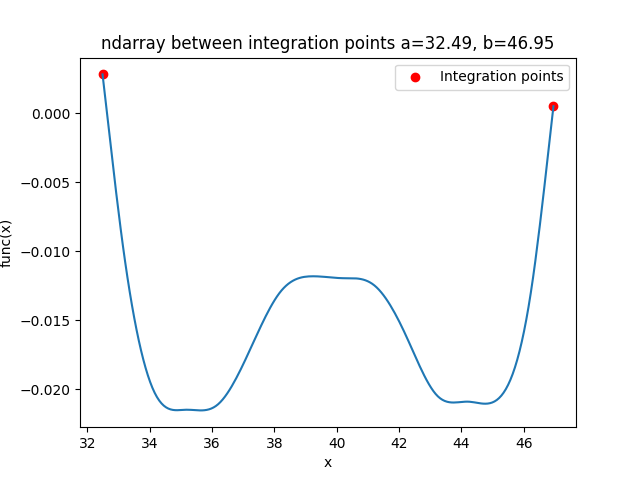 ndarray between integration points a=32.49, b=46.95
Integration points
0.000
−0.005
−0.010
−0.015
−0.020
func(x)
32 34 36 38 40 42 44 46
x